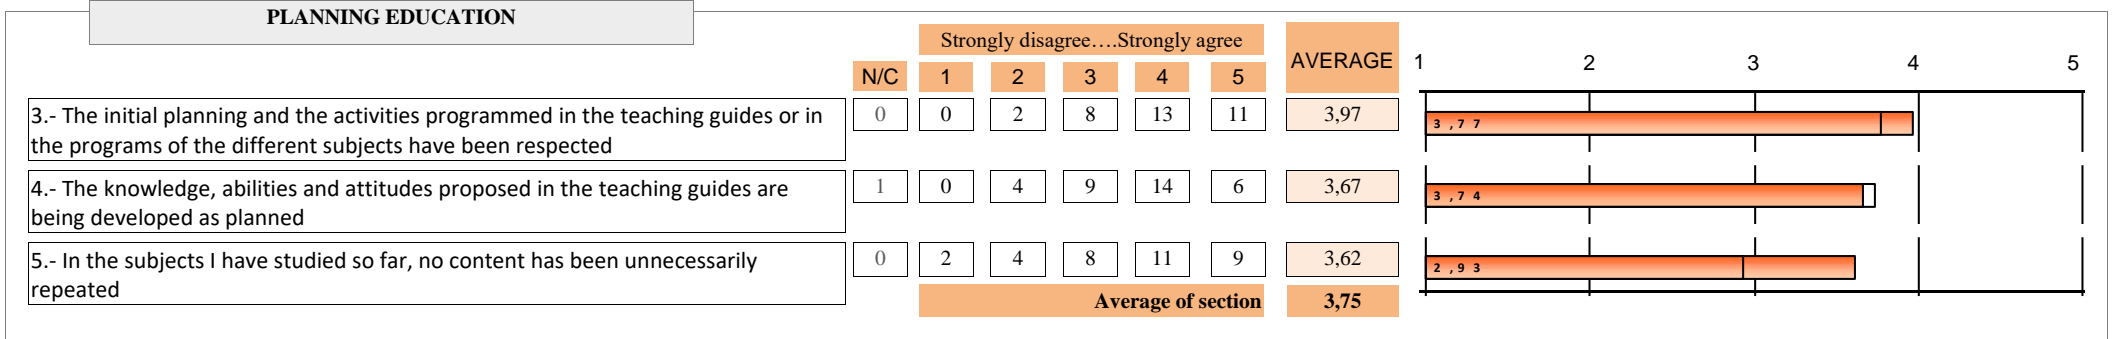 PLANNING EDUCATION
Strongly disagree….Strongly agree
AVERAGE
N/C 1 2 3 4 5
1 2 3 4 5
3.- The initial planning and the activities programmed in the teaching guides or in
the programs of the different subjects have been respected
0 0 2 8 13 11 3,97
3,77
4.- The knowledge, abilities and attitudes proposed in the teaching guides are
being developed as planned
1 0 4 9 14 6 3,67
3,74
5.- In the subjects I have studied so far, no content has been unnecessarily
repeated
0 2 4 8 11 9 3,62
2,93
Average of section 3,75